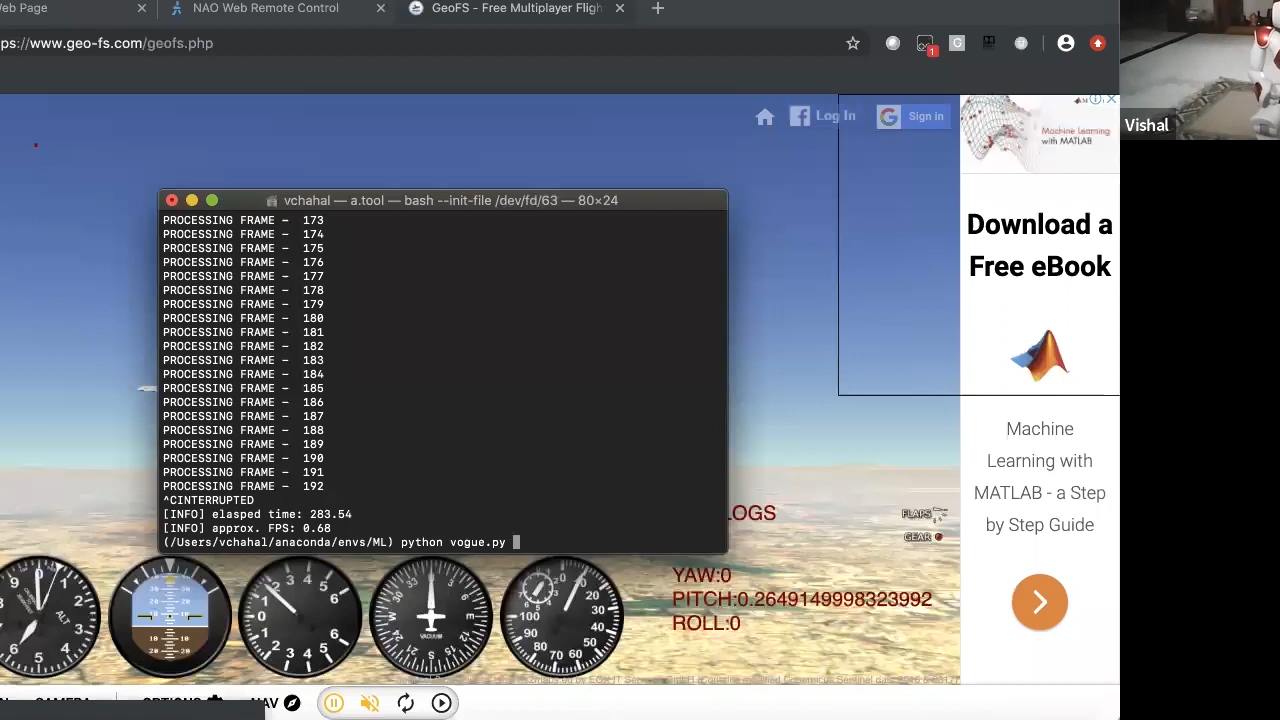 eb Page
NAO Web Remote Control
GeoFS - Free Multiplayer Fligh
ps://www.geo-fs.com/geofs.php
1
Log In
Sign in
Machine Learning
with MATLAB
Vishal
Download a
Free eBook
Machine
Learning with
MATLAB - a Step
by Step Guide
vchahal — a.tool — bash --init-file /dev/fd/63 — 80×24
PROCESSING FRAME -  173
PROCESSING FRAME -  174
PROCESSING FRAME -  175
PROCESSING FRAME -  176
PROCESSING FRAME -  177
PROCESSING FRAME -  178
PROCESSING FRAME -  179
PROCESSING FRAME -  180
PROCESSING FRAME -  181
PROCESSING FRAME -  182
PROCESSING FRAME -  183
PROCESSING FRAME -  184
PROCESSING FRAME -  185
PROCESSING FRAME -  186
PROCESSING FRAME -  187
PROCESSING FRAME -  188
PROCESSING FRAME -  189
PROCESSING FRAME -  190
PROCESSING FRAME -  191
PROCESSING FRAME -  192
^CINTERRUPTED
[INFO] elasped time: 283.54
[INFO] approx. FPS: 0.68
(/Users/vchahal/anaconda/envs/ML) python vogue.py
LOGS
FLAPS
GEAR
YAW:0
PITCH:0.2649149998323992
ROLL:0
ALT
VACUUM
CAMERA
OPTIONS
NAV